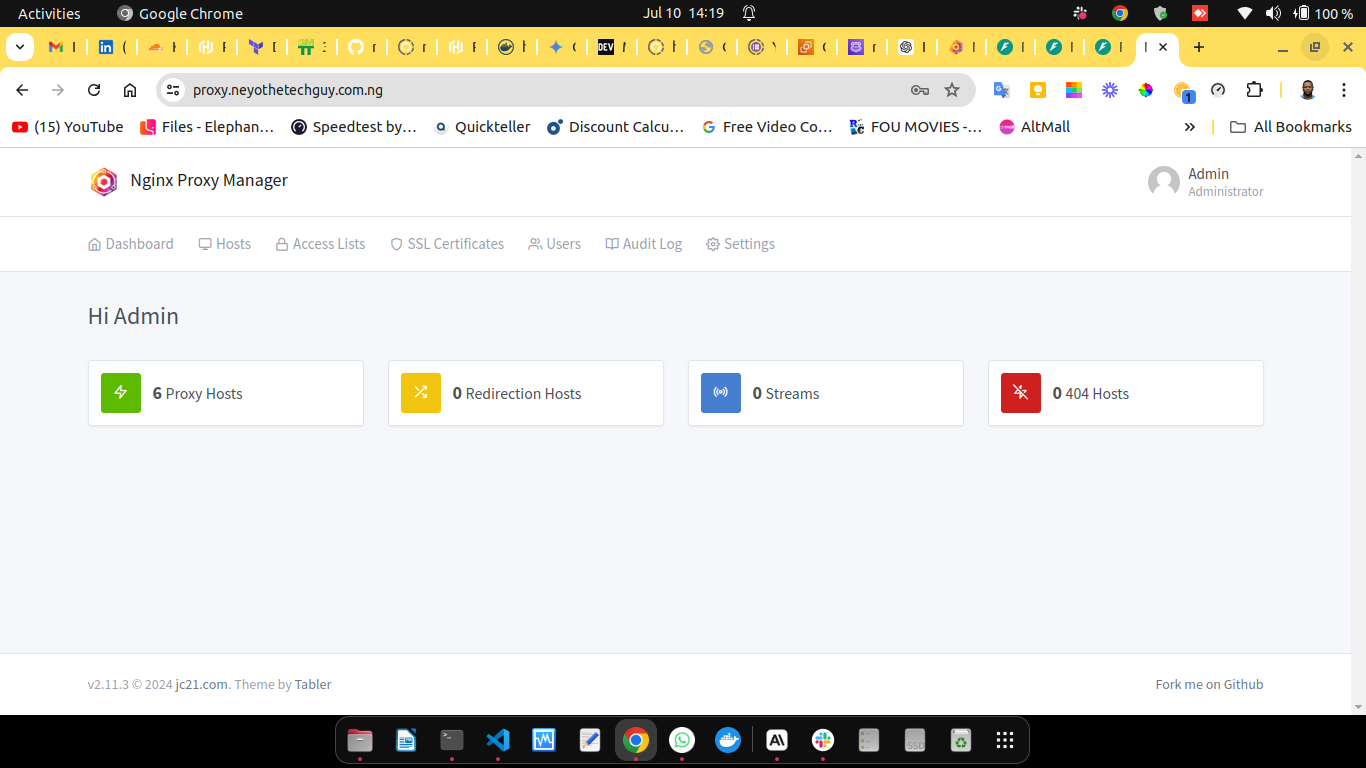 Activities Google Chrome Jul 10 14:19 100 %
proxy.neyothetechguy.com.ng 1
(15) YouTube Files - Elephan… Speedtest by… Quickteller Discount Calcu… Free Video Co… FOU MOVIES -… AltMall All Bookmarks
Nginx Proxy Manager
Admin
Administrator
Dashboard Hosts Access Lists SSL Certificates Users Audit Log Settings
Hi Admin
6 Proxy Hosts 0 Redirection Hosts 0 Streams 0 404 Hosts
v2.11.3 © 2024 jc21.com. Theme by Tabler Fork me on Github
SSD